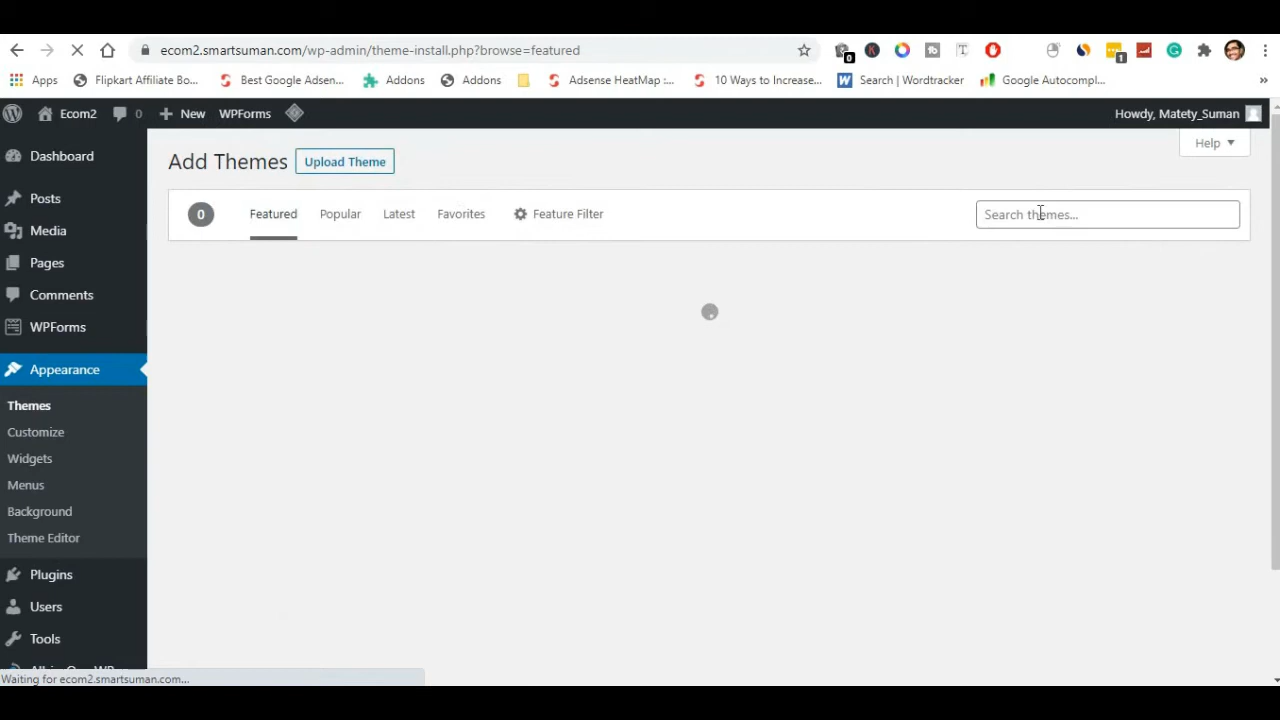 ecom2.smartsuman.com/wp-admin/theme-install.php?browse=featured
0
1
Apps
Flipkart Affiliate Bo...
Best Google Adsen...
Addons
Addons
Adsense HeatMap :...
10 Ways to Increase...
Search | Wordtracker
Google Autocompl...
Ecom2
0
New
WPForms
Howdy, Matety_Suman
Help
Dashboard
Posts
Media
Pages
Comments
WPForms
Appearance
Themes
Customize
Widgets
Menus
Background
Theme Editor
Plugins
Users
Tools
Add Themes
Upload Theme
0
Featured
Popular
Latest
Favorites
Feature Filter
Search themes...
Waiting for ecom2.smartsuman.com...